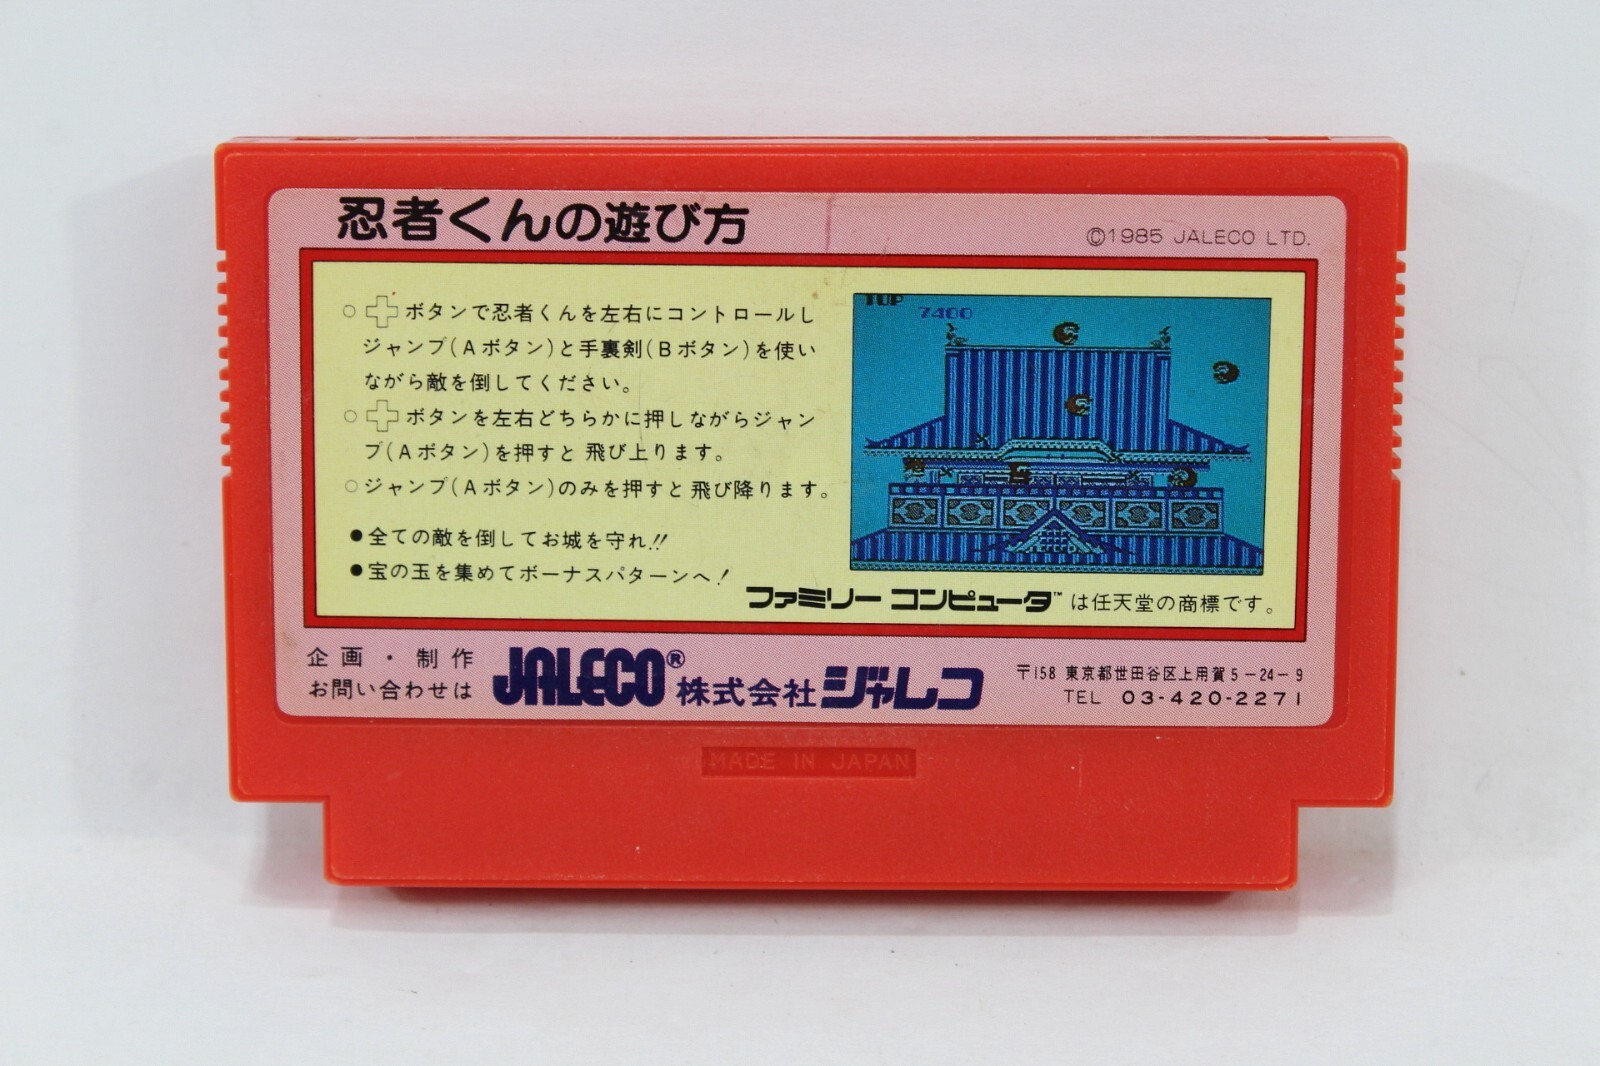 忍者くんの遊び方
©1985 JALECO LTD.
○ボタンで忍者くんを左右にコントロールし
ジャンプ(Aボタン)と手裏剣(Bボタン)を使い
ながら敵を倒してください。
○ボタンを左右どちらかに押しながらジャン
プ(Aボタン)を押すと飛び上ります。
○ジャンプ(Aボタン)のみを押すと飛び降ります。
●全ての敵を倒してお城を守れ!!
●宝の玉を集めてボーナスパターンへ!
TOP
7400
ファミリーコンピュータ™は任天堂の商標です。
企画・制作
お問い合わせは
JALECO® 株式会社ジャレコ
〒158 東京都世田谷区上用賀5-24-9
TEL 03-420-2271
MADE IN JAPAN